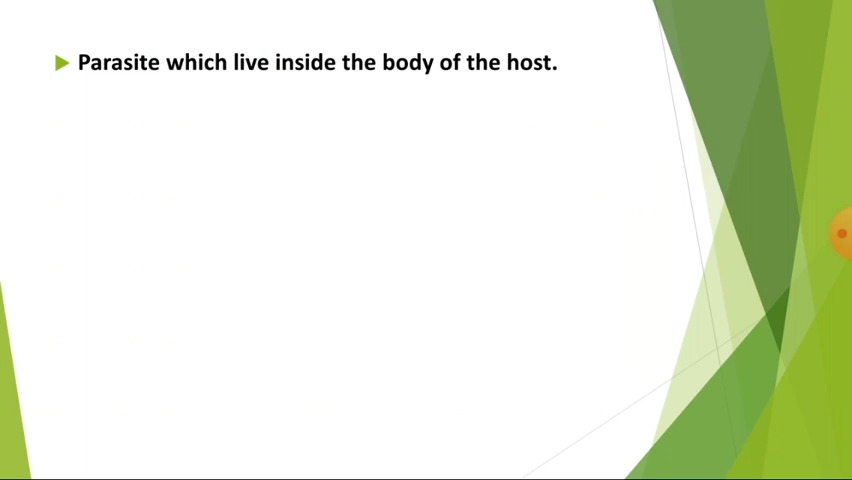 Parasite which live inside the body of the host.